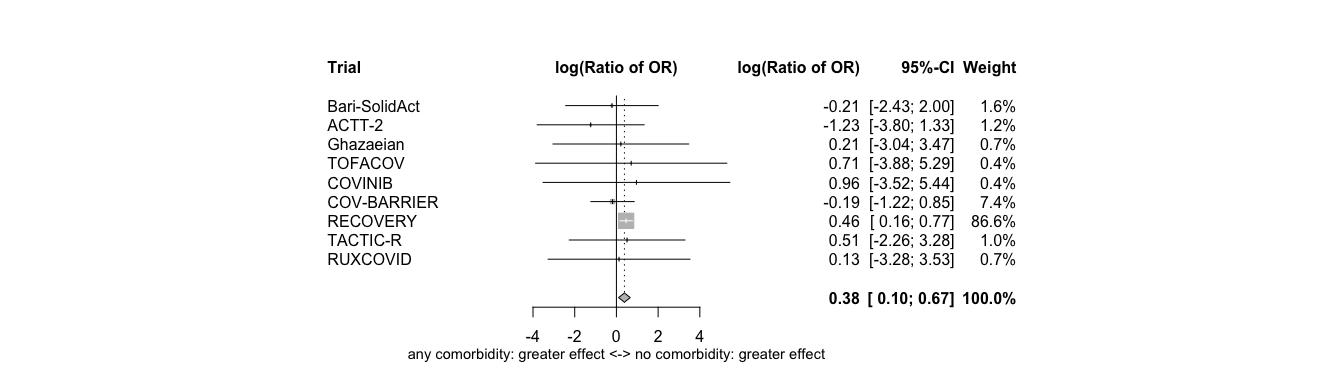 Trial log(Ratio of OR) log(Ratio of OR) 95%-CI Weight
Bari-SolidAct -0.21 [-2.43; 2.00] 1.6%
ACTT-2 -1.23 [-3.80; 1.33] 1.2%
Ghazaeian 0.21 [-3.04; 3.47] 0.7%
TOFACOV 0.71 [-3.88; 5.29] 0.4%
COVINIB 0.96 [-3.52; 5.44] 0.4%
COV-BARRIER -0.19 [-1.22; 0.85] 7.4%
RECOVERY 0.46 [ 0.16; 0.77] 86.6%
TACTIC-R 0.51 [-2.26; 3.28] 1.0%
RUXCOVID 0.13 [-3.28; 3.53] 0.7%
0.38 [ 0.10; 0.67] 100.0%
-4 -2 0 2 4
any comorbidity: greater effect <-> no comorbidity: greater effect